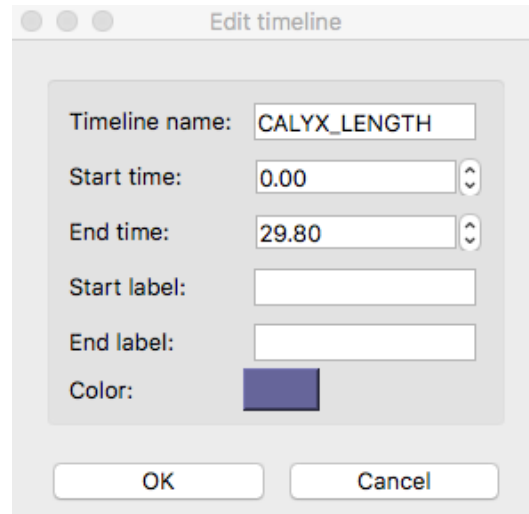 Edit timeline
Timeline name: CALYX_LENGTH
Start time: 0.00
End time: 29.80
Start label:
End label:
Color:
OK Cancel